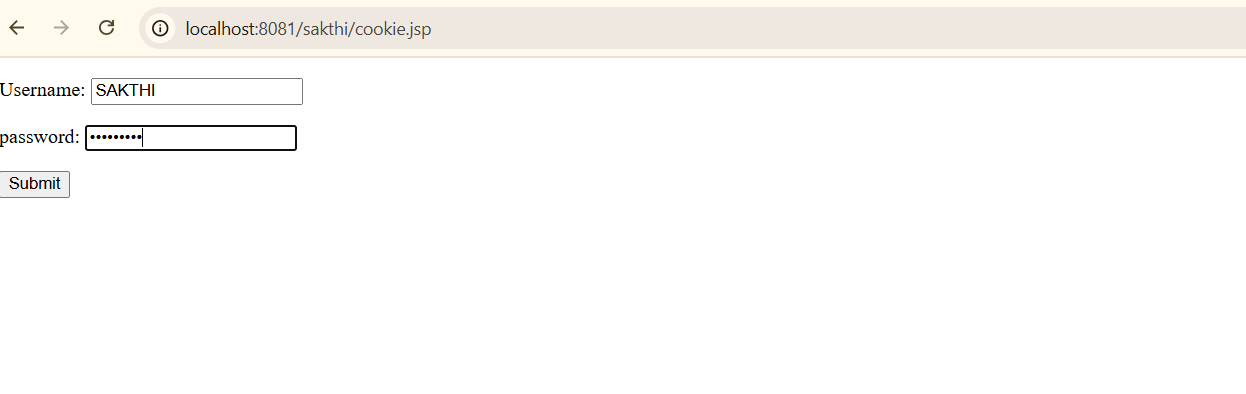 localhost:8081/sakthi/cookie.jsp
Username: SAKTHI
password: •••••••••
Submit